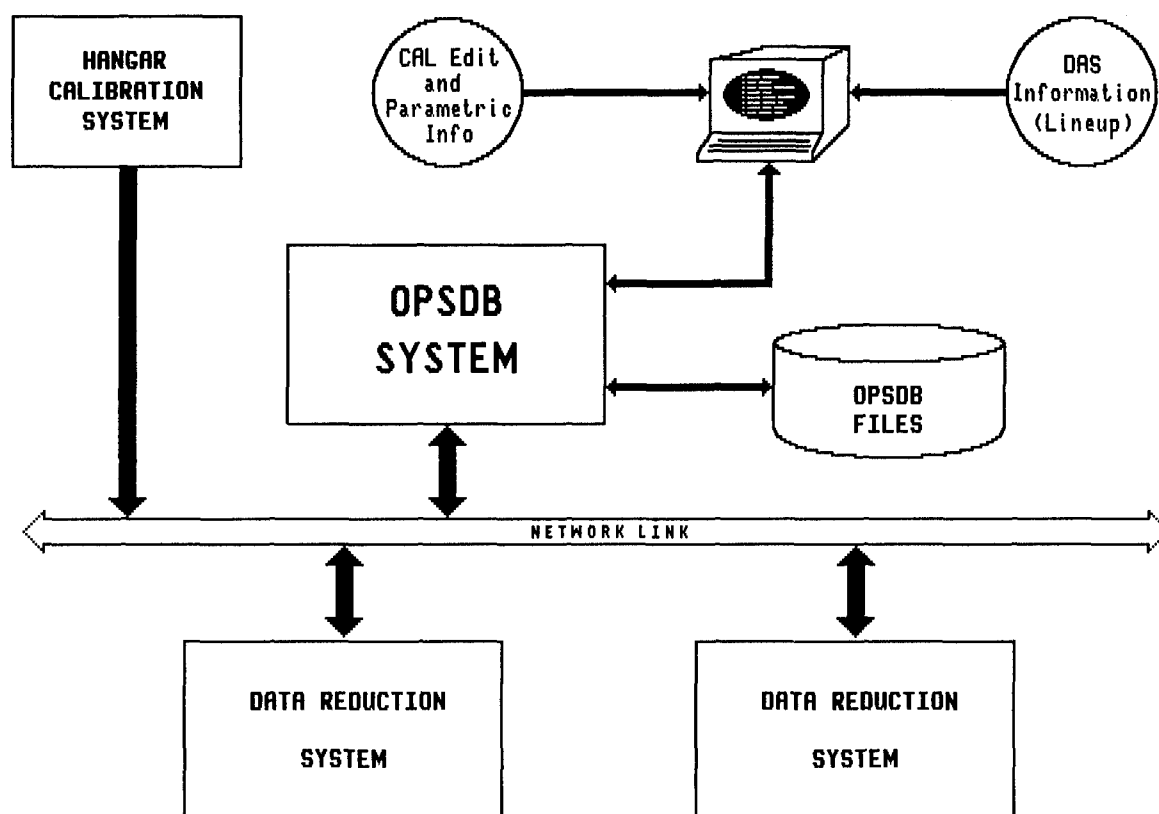 HANGAR
CALIBRATION
SYSTEM
CAL Edit
and
Parametric
Info
DAS
Information
(Lineup)
OPSDB
SYSTEM
OPSDB
FILES
NETWORK LINK
DATA REDUCTION
SYSTEM
DATA REDUCTION
SYSTEM